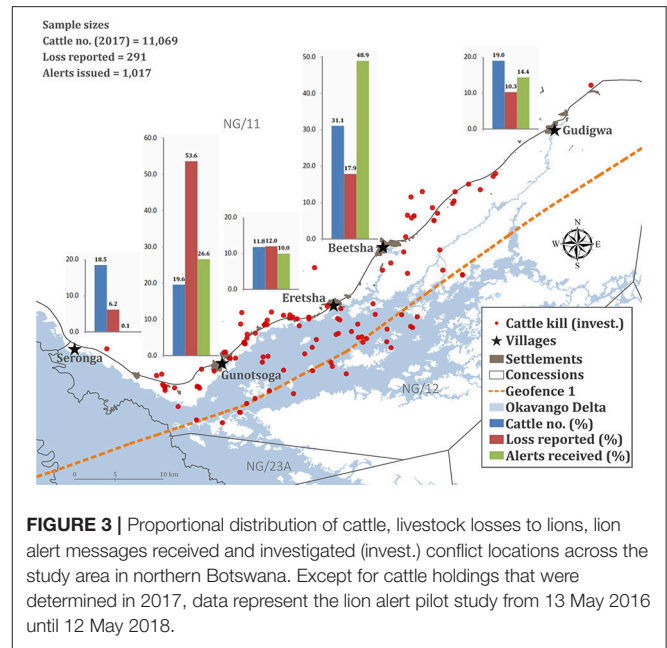 Sample sizes
Cattle no. (2017) = 11,069
Loss reported = 291
Alerts issued = 1,017
NG/11
50.0
40.0
30.0
20.0
10.0
0.0
31.1
17.9
48.9
Beetsha
20.0
10.0
0.0
19.0
10.3
14.4
Gudigwa
60.0
50.0
40.0
30.0
20.0
10.0
0.0
19.6
53.6
26.6
Gunotsoga
20.0
10.0
0.0
11.8
12.0
10.0
Eretsha
20.0
10.0
0.0
18.5
6.2
0.1
Seronga
N
W E
S
NG/12
NG/23A
0 5 10 km
Cattle kill (invest.)
Villages
Settlements
Concessions
Geofence 1
Okavango Delta
Cattle no. (%)
Loss reported (%)
Alerts received (%)
FIGURE 3 | Proportional distribution of cattle, livestock losses to lions, lion
alert messages received and investigated (invest.) conflict locations across the
study area in northern Botswana. Except for cattle holdings that were
determined in 2017, data represent the lion alert pilot study from 13 May 2016
until 12 May 2018.